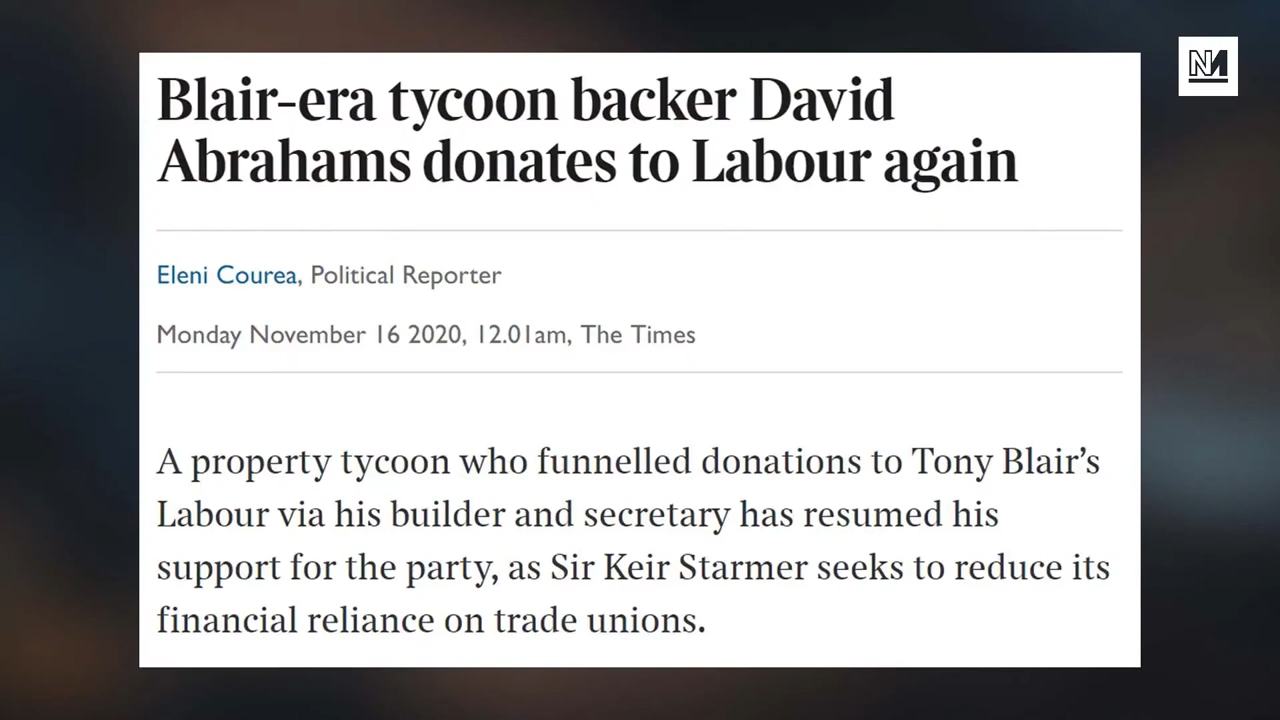 Blair-era tycoon backer David
Abrahams donates to Labour again
Eleni Courea, Political Reporter
Monday November 16 2020, 12.01am, The Times
A property tycoon who funnelled donations to Tony Blair’s
Labour via his builder and secretary has resumed his
support for the party, as Sir Keir Starmer seeks to reduce its
financial reliance on trade unions.
NM